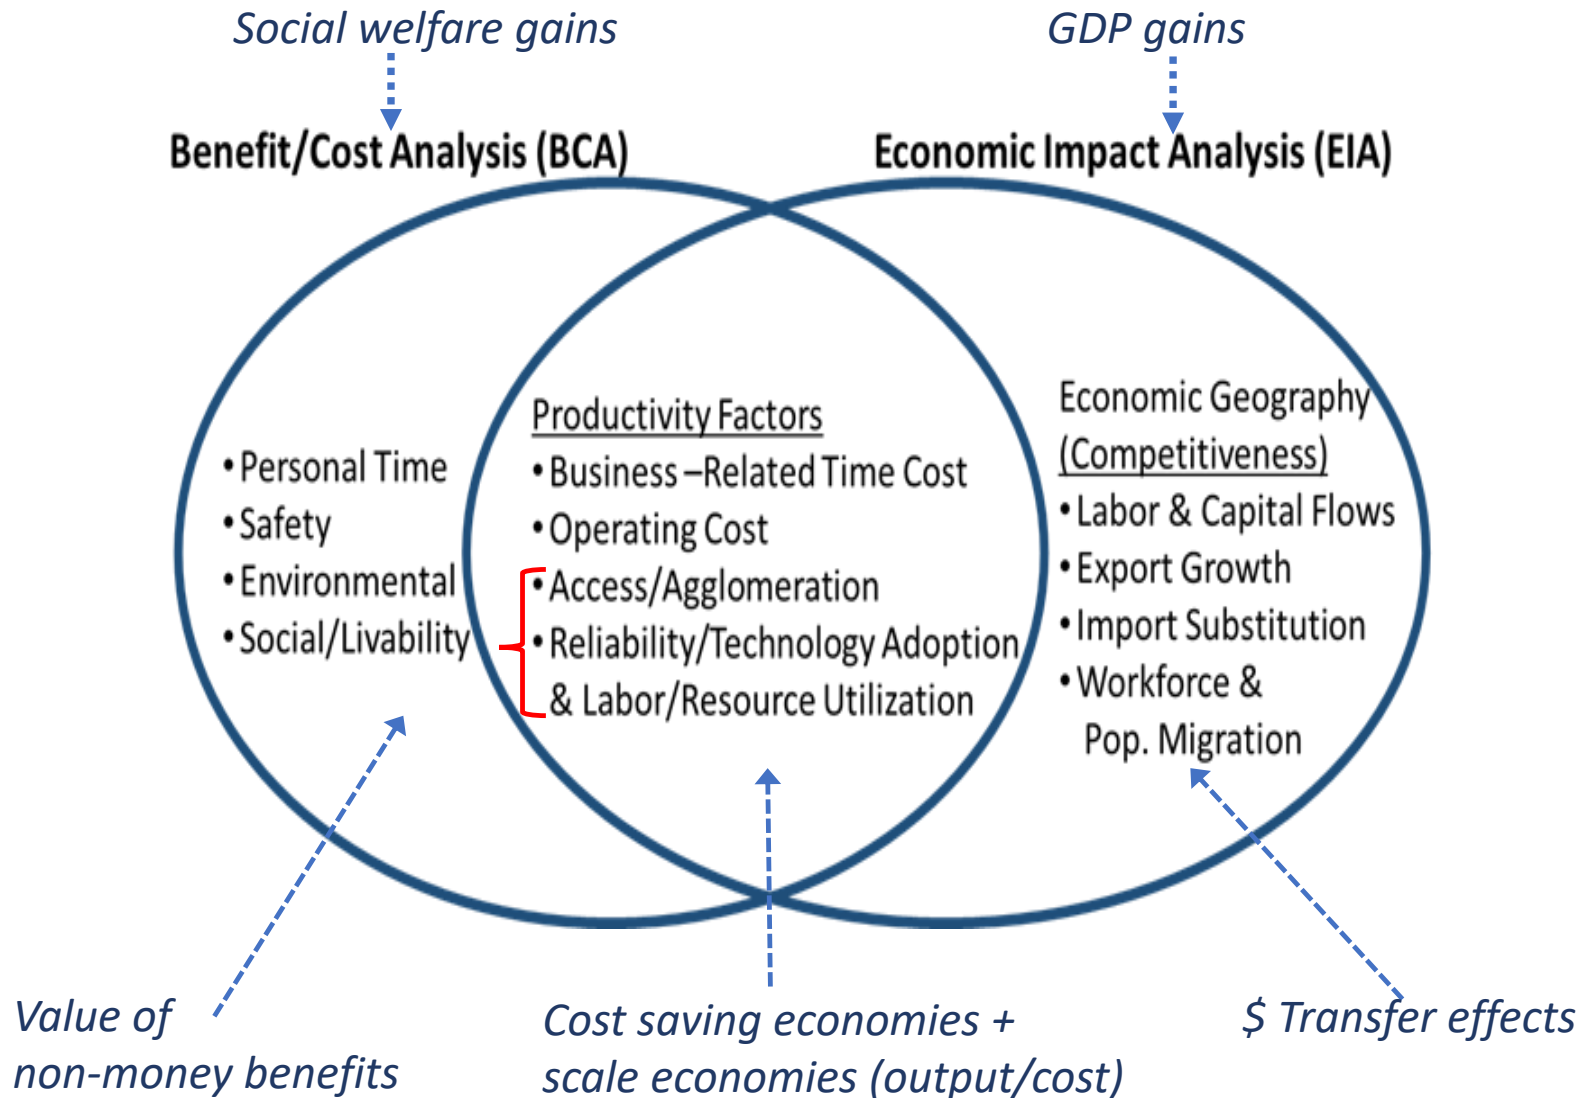 Social welfare gains
GDP gains
Benefit/Cost Analysis (BCA)
Economic Impact Analysis (EIA)
• Personal Time
• Safety
• Environmental
• Social/Livability
Productivity Factors
• Business –Related Time Cost
• Operating Cost
• Access/Agglomeration
• Reliability/Technology Adoption
& Labor/Resource Utilization
Economic Geography
(Competitiveness)
• Labor & Capital Flows
• Export Growth
• Import Substitution
• Workforce &
Pop. Migration
Value of
non-money benefits
Cost saving economies +
scale economies (output/cost)
$ Transfer effects